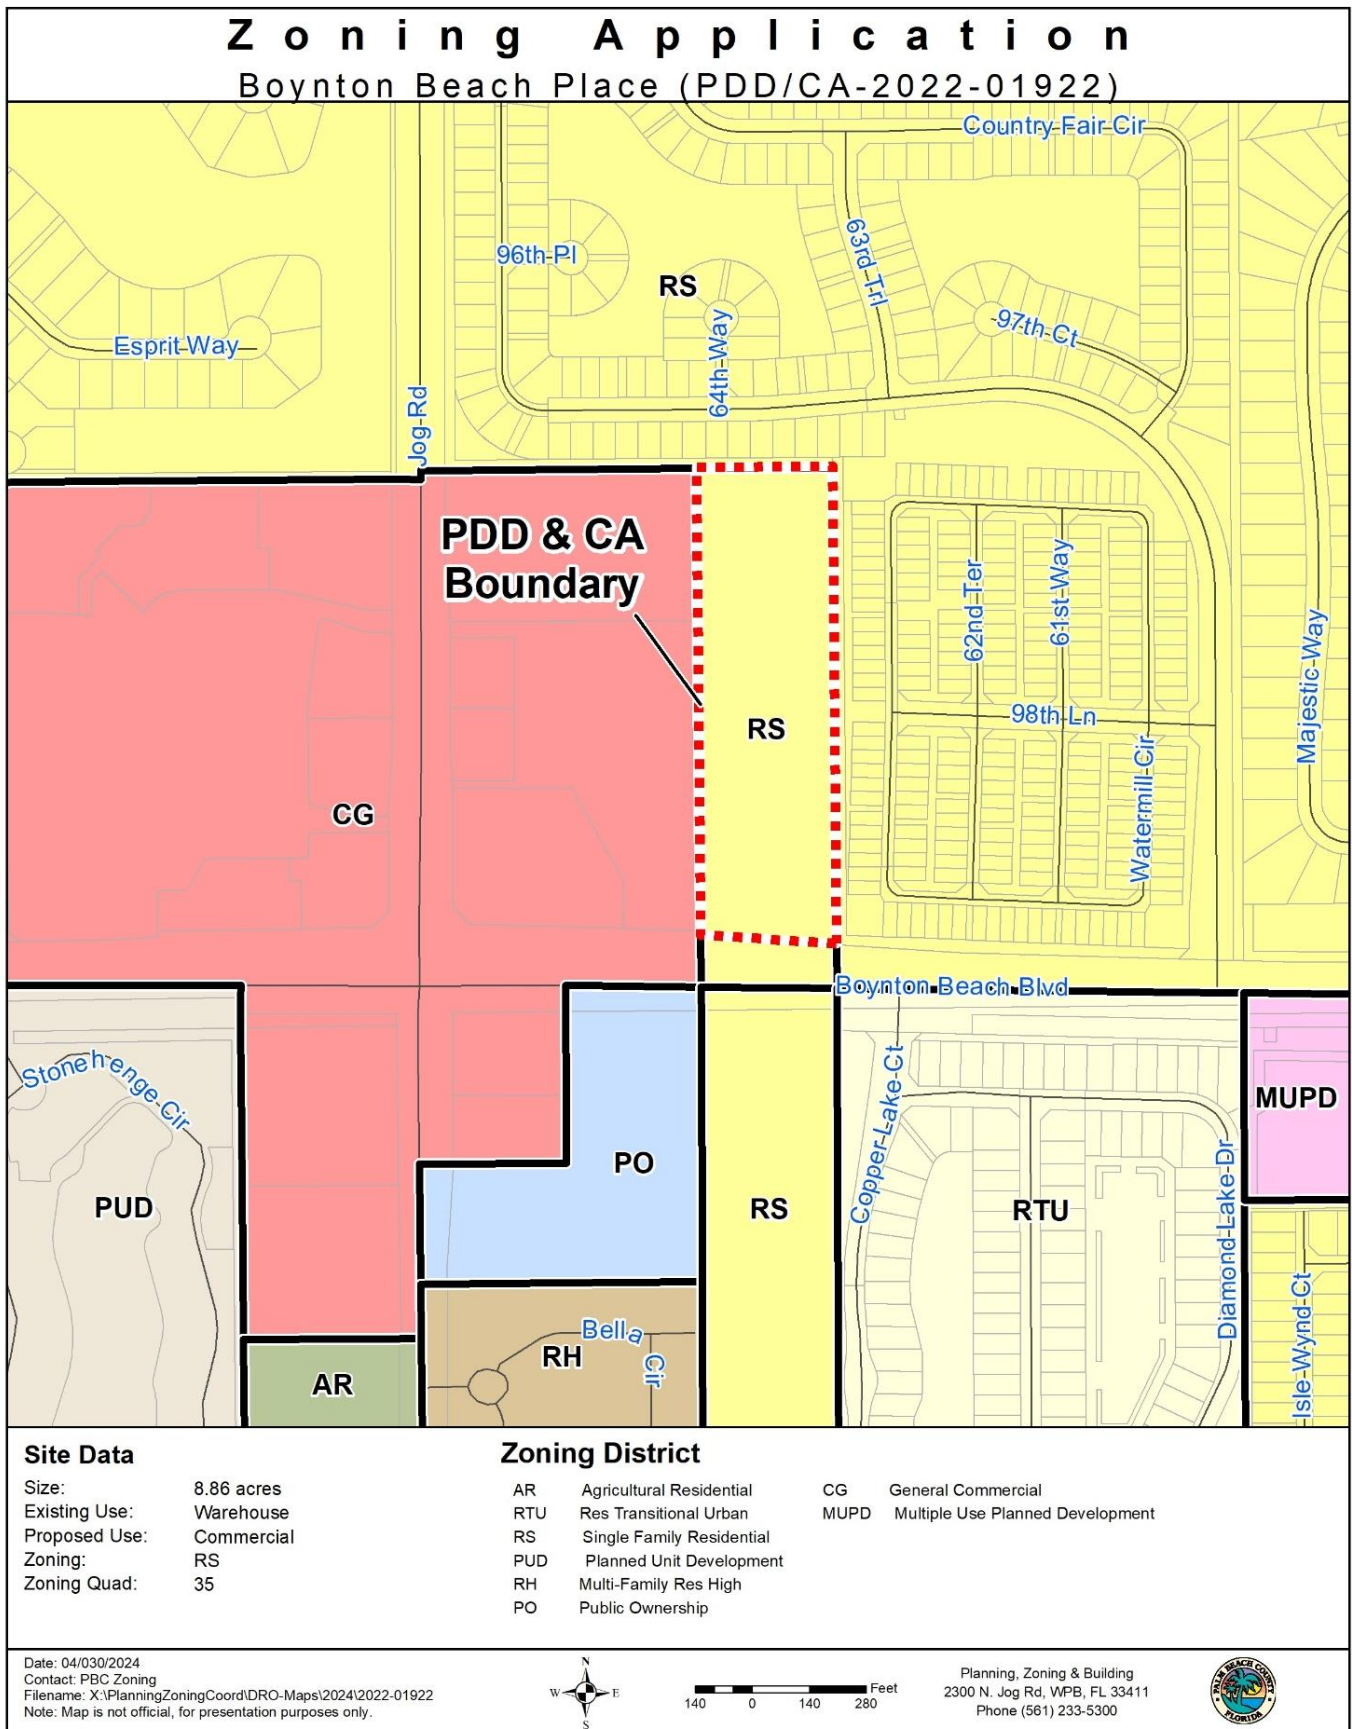 Zoning Application
Boynton Beach Place (PDD/CA-2022-01922)
Country Fair Cir
96th Pl
63rd Trl
RS
97th Ct
Esprit Way
64th Way
Jog Rd
PDD & CA
Boundary
62nd Ter
61st Way
Majestic Way
98th Ln
RS
Watermill Cir
CG
Boynton Beach Blvd
Stonehenge Cir
Copper Lake Ct
MUPD
PO
PUD
RS
RTU
Diamond Lake Dr
Isle Wynd Ct
Bella Cir
RH
AR
Site Data
Size: 8.86 acres
Existing Use: Warehouse
Proposed Use: Commercial
Zoning: RS
Zoning Quad: 35
Zoning District
AR Agricultural Residential
RTU Res Transitional Urban
RS Single Family Residential
PUD Planned Unit Development
RH Multi-Family Res High
PO Public Ownership
CG General Commercial
MUPD Multiple Use Planned Development
Date: 04/030/2024
Contact: PBC Zoning
Filename: X:\PlanningZoningCoord\DRO-Maps\2024\2022-01922
Note: Map is not official, for presentation purposes only.
N
W E
S
Feet
140 0 140 280
Planning, Zoning & Building
2300 N. Jog Rd, WPB, FL 33411
Phone (561) 233-5300
PALM BEACH COUNTY
FLORIDA